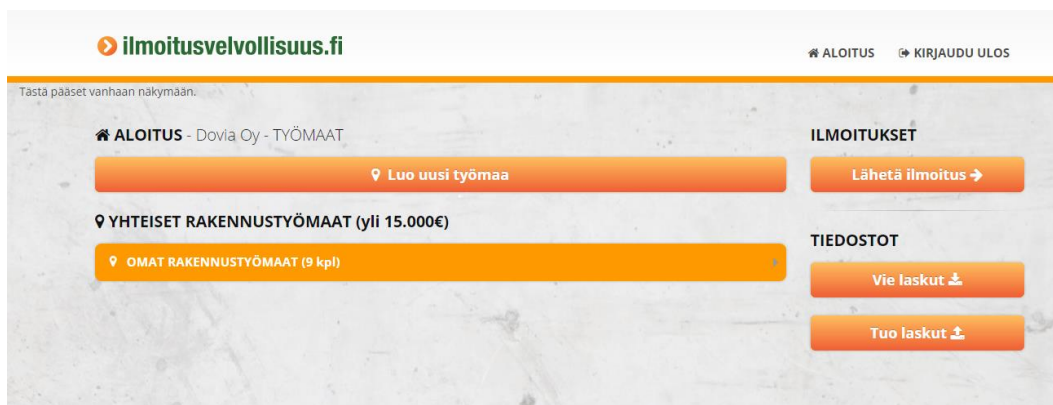 ilmoitusvelvollisuus.fi
ALOITUS
KIRJAUDU ULOS
Tästä pääset vanhaan näkymään.
ALOITUS - Dovia Oy - TYÖMAAT
Luo uusi työmaa
YHTEISET RAKENNUSTYÖMAAT (yli 15.000€)
OMAT RAKENNUSTYÖMAAT (9 kpl)
ILMOITUKSET
Lähetä ilmoitus
TIEDOSTOT
Vie laskut
Tuo laskut